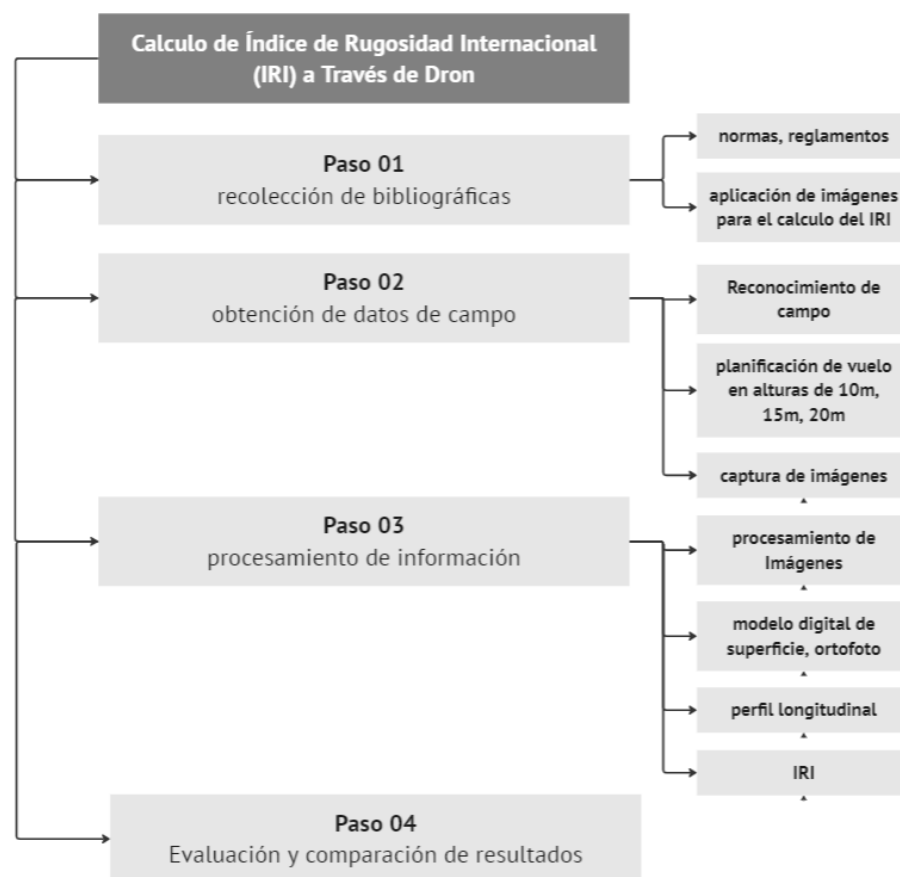 Calculo de Índice de Rugosidad Internacional
(IRI) a Través de Dron
Paso 01
recolección de bibliográficas
normas, reglamentos
aplicación de imágenes
para el calculo del IRI
Paso 02
obtención de datos de campo
Reconocimiento de
campo
planificación de vuelo
en alturas de 10m,
15m, 20m
captura de imágenes
Paso 03
procesamiento de información
procesamiento de
Imágenes
modelo digital de
superficie, ortofoto
perfil longitudinal
IRI
Paso 04
Evaluación y comparación de resultados